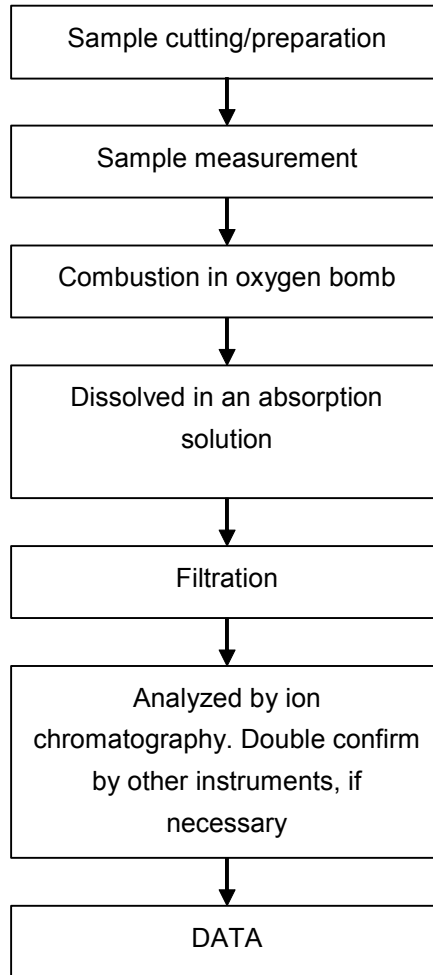 Sample cutting/preparation
Sample measurement
Combustion in oxygen bomb
Dissolved in an absorption
solution
Filtration
Analyzed by ion
chromatography. Double confirm
by other instruments, if
necessary
DATA